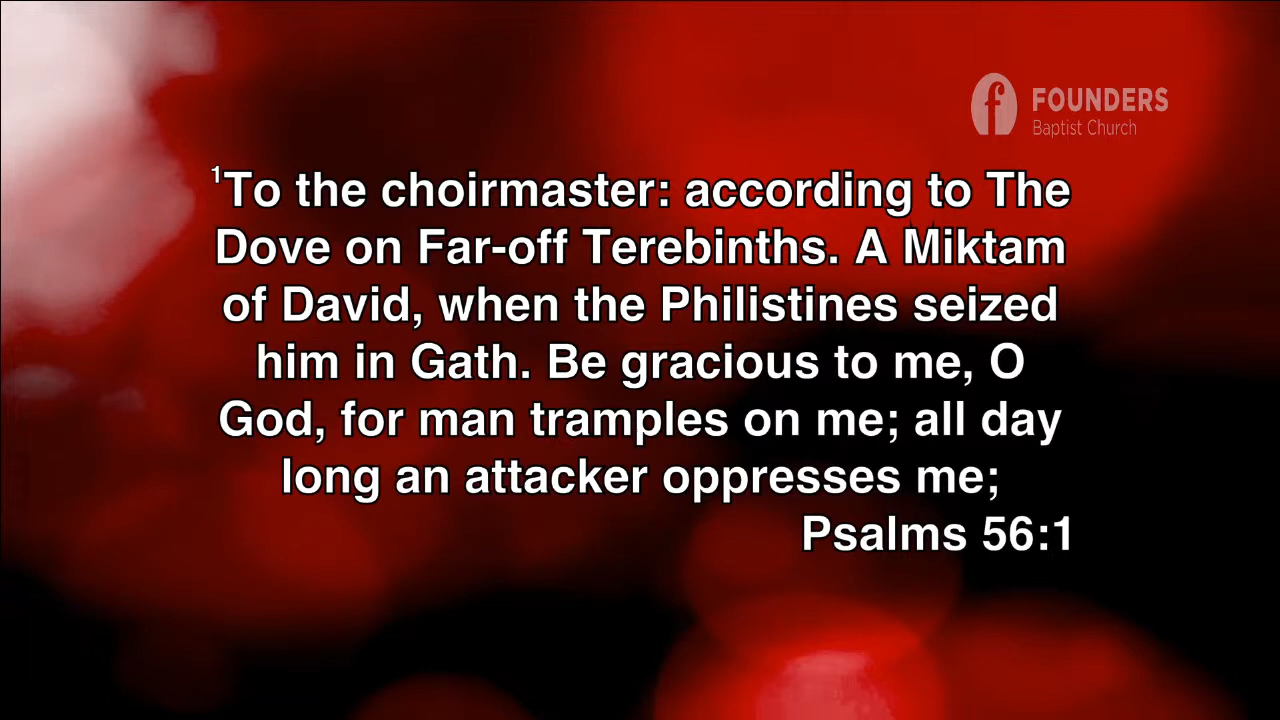 FOUNDERS
Baptist Church
¹To the choirmaster: according to The
Dove on Far-off Terebinths. A Miktam
of David, when the Philistines seized
him in Gath. Be gracious to me, O
God, for man tramples on me; all day
long an attacker oppresses me;
Psalms 56:1